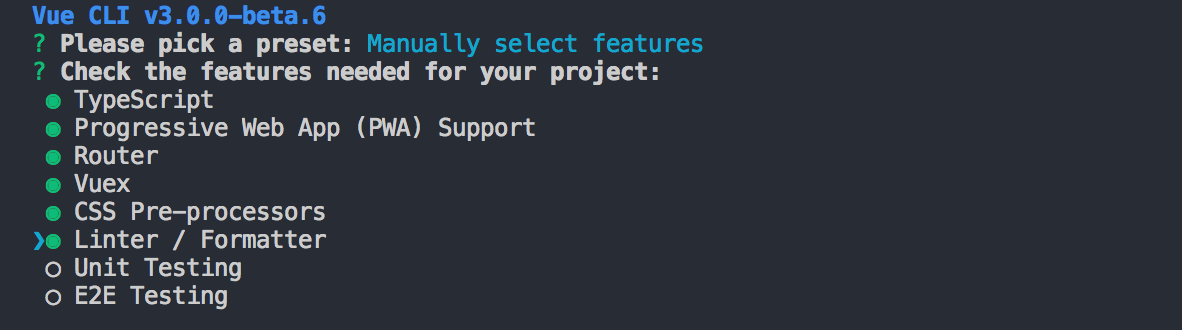 Vue CLI v3.0.0-beta.6
? Please pick a preset: Manually select features
? Check the features needed for your project:
◉ TypeScript
◉ Progressive Web App (PWA) Support
◉ Router
◉ Vuex
◉ CSS Pre-processors
❯◉ Linter / Formatter
◯ Unit Testing
◯ E2E Testing